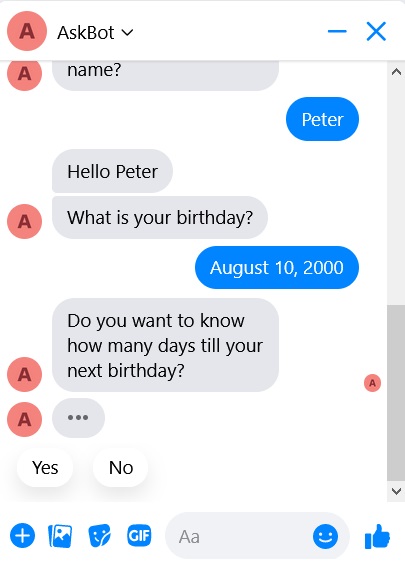 A AskBot
name?
A
Peter
Hello Peter
What is your birthday?
A
August 10, 2000
Do you want to know
how many days till your
next birthday?
A
A
A •••
Yes No
GIF Aa